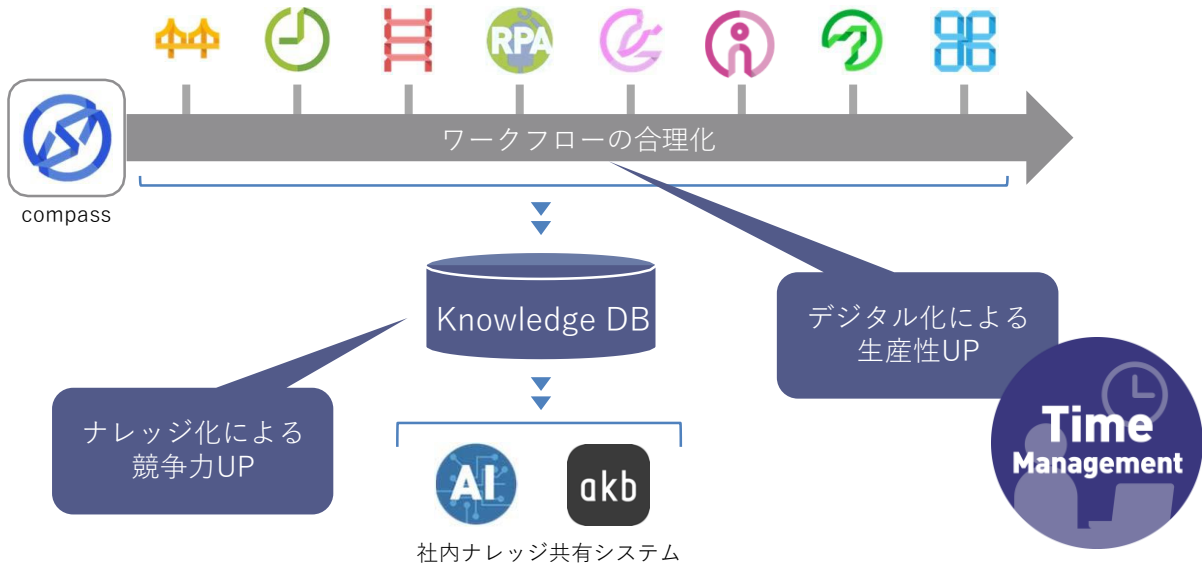 RPA
ワークフローの合理化
compass
Knowledge DB
デジタル化による
生産性UP
ナレッジ化による
競争力UP
Time
Management
AI
akb
社内ナレッジ共有システム